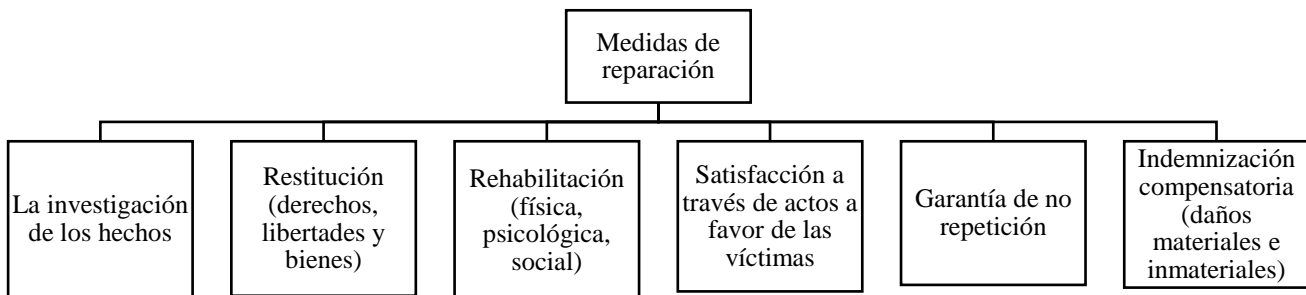 Medidas de
reparación
La investigación
de los hechos
Restitución
(derechos,
libertades y
bienes)
Rehabilitación
(física,
psicológica,
social)
Satisfacción a
través de actos a
favor de las
víctimas
Garantía de no
repetición
Indemnización
compensatoria
(daños
materiales e
inmateriales)